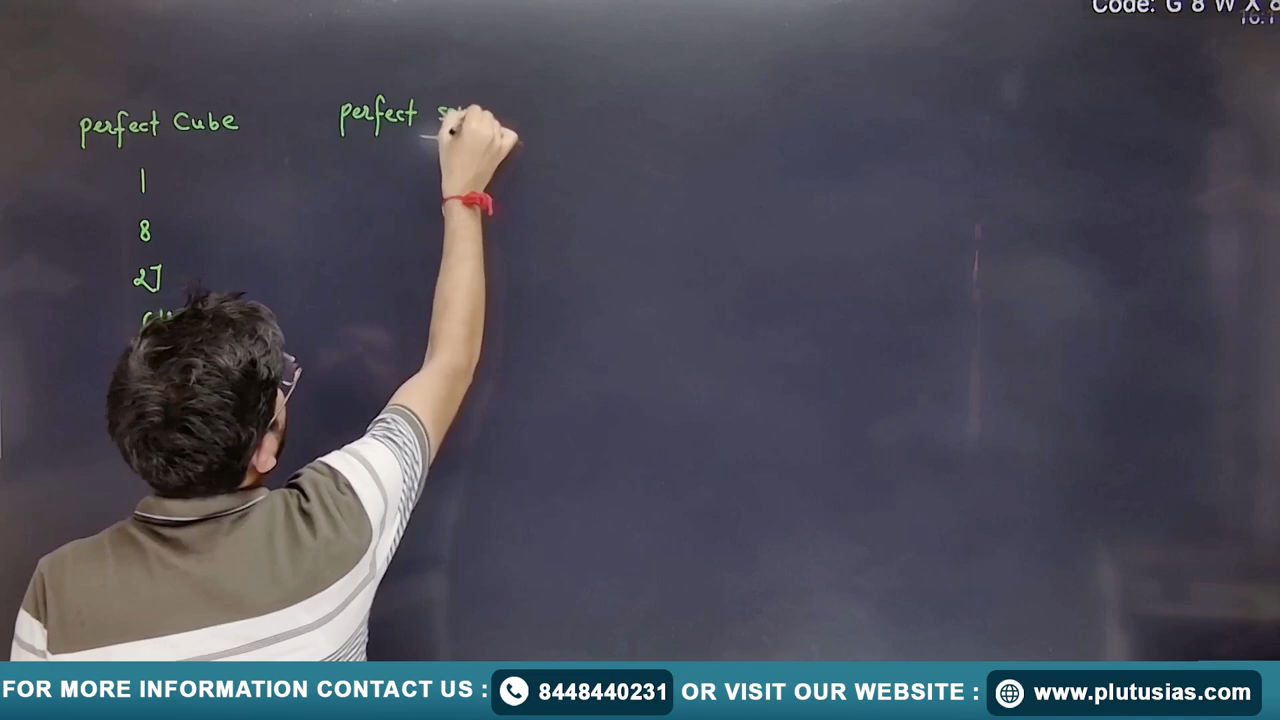 Code: G 8 W X 8
perfect Cube
perfect
1
8
27
FOR MORE INFORMATION CONTACT US : 8448440231 OR VISIT OUR WEBSITE : www.plutusias.com